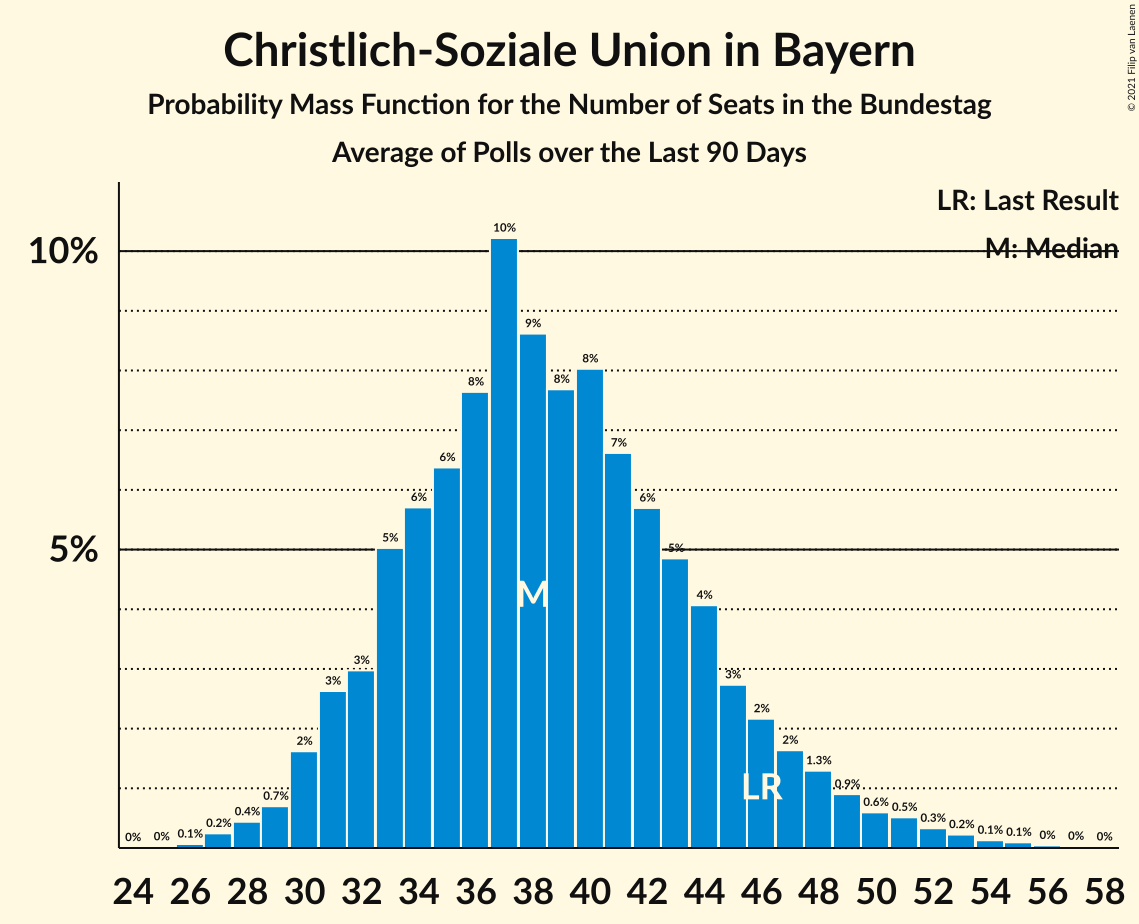 Christlich-Soziale Union in Bayern
Probability Mass Function for the Number of Seats in the Bundestag
Average of Polls over the Last 90 Days
© 2021 Filip van Laenen
LR: Last Result
M: Median
10%
5%
0% 0% 0.1% 0.2% 0.4% 0.7% 2% 3% 3% 5% 6% 6% 8% 10% 9% 8% 8% 7% 6% 5% 4% 3% 2% 2% 1.3% 0.9% 0.6% 0.5% 0.3% 0.2% 0.1% 0.1% 0% 0% 0%
M
LR
24 26 28 30 32 34 36 38 40 42 44 46 48 50 52 54 56 58